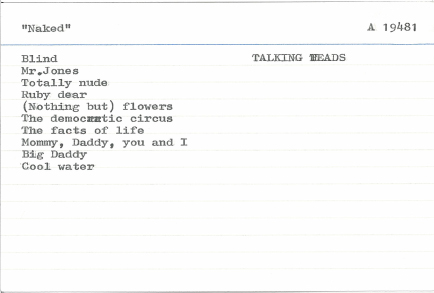 "Naked" A 19481
Blind TALKING HEADS
Mr.Jones
Totally nude
Ruby dear
(Nothing but) flowers
The democratic circus
The facts of life
Mommy, Daddy, you and I
Big Daddy
Cool water